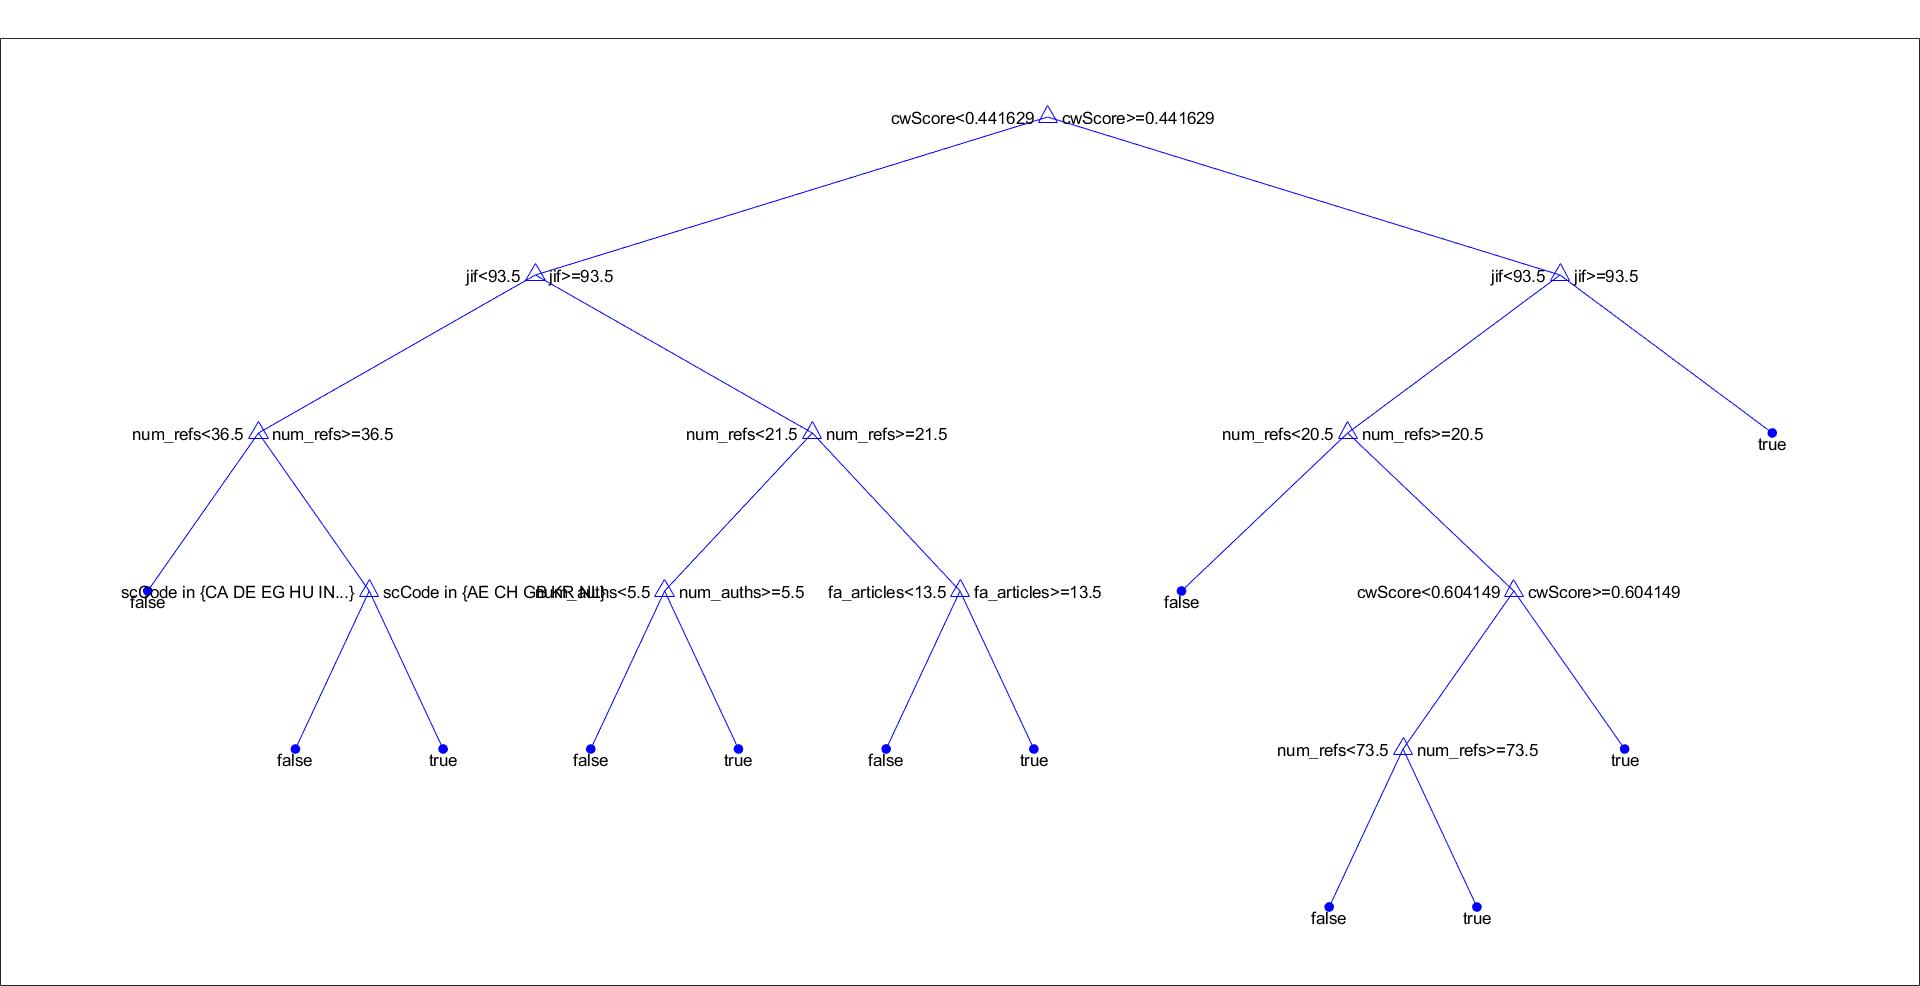 cwScore<0.441629 cwScore>=0.441629
jif<93.5 jif>=93.5 jif<93.5 jif>=93.5
num_refs<36.5 num_refs>=36.5 num_refs<21.5 num_refs>=21.5 num_refs<20.5 num_refs>=20.5
true
scCode in {CA DE EG HU IN...} scCode in {AE CH GB KR NL} num_auths<5.5 num_auths>=5.5 fa_articles<13.5 fa_articles>=13.5 cwScore<0.604149 cwScore>=0.604149
false false
num_refs<73.5 num_refs>=73.5
false true false true false true true
false true